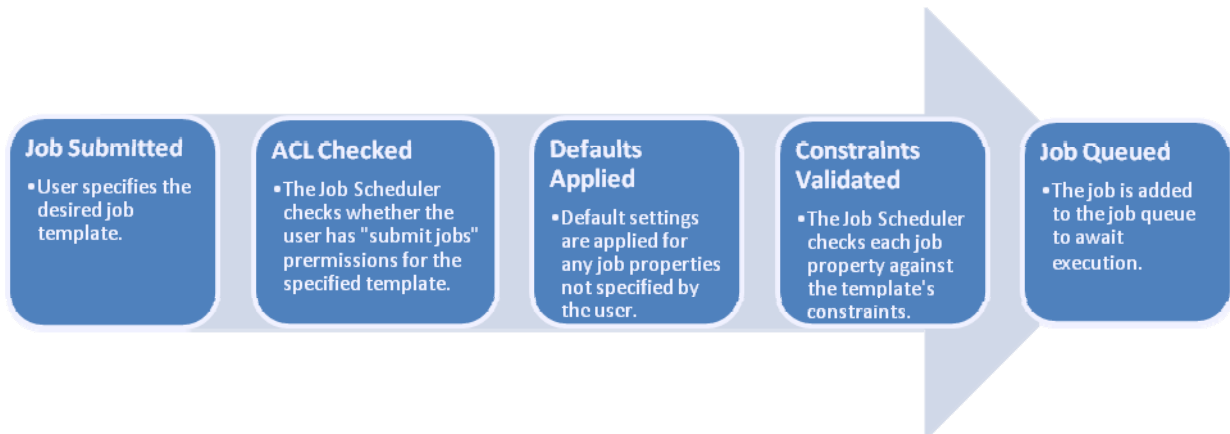 Job Submitted
•User specifies the
desired job
template.
ACL Checked
•The Job Scheduler
checks whether the
user has "submit jobs"
prermissions for the
specified template.
Defaults
Applied
•Default settings
are applied for
any job properties
not specified by
the user.
Constraints
Validated
•The Job Scheduler
checks each job
property against
the template's
constraints.
Job Queued
•The job is added
to the job queue
to await
execution.